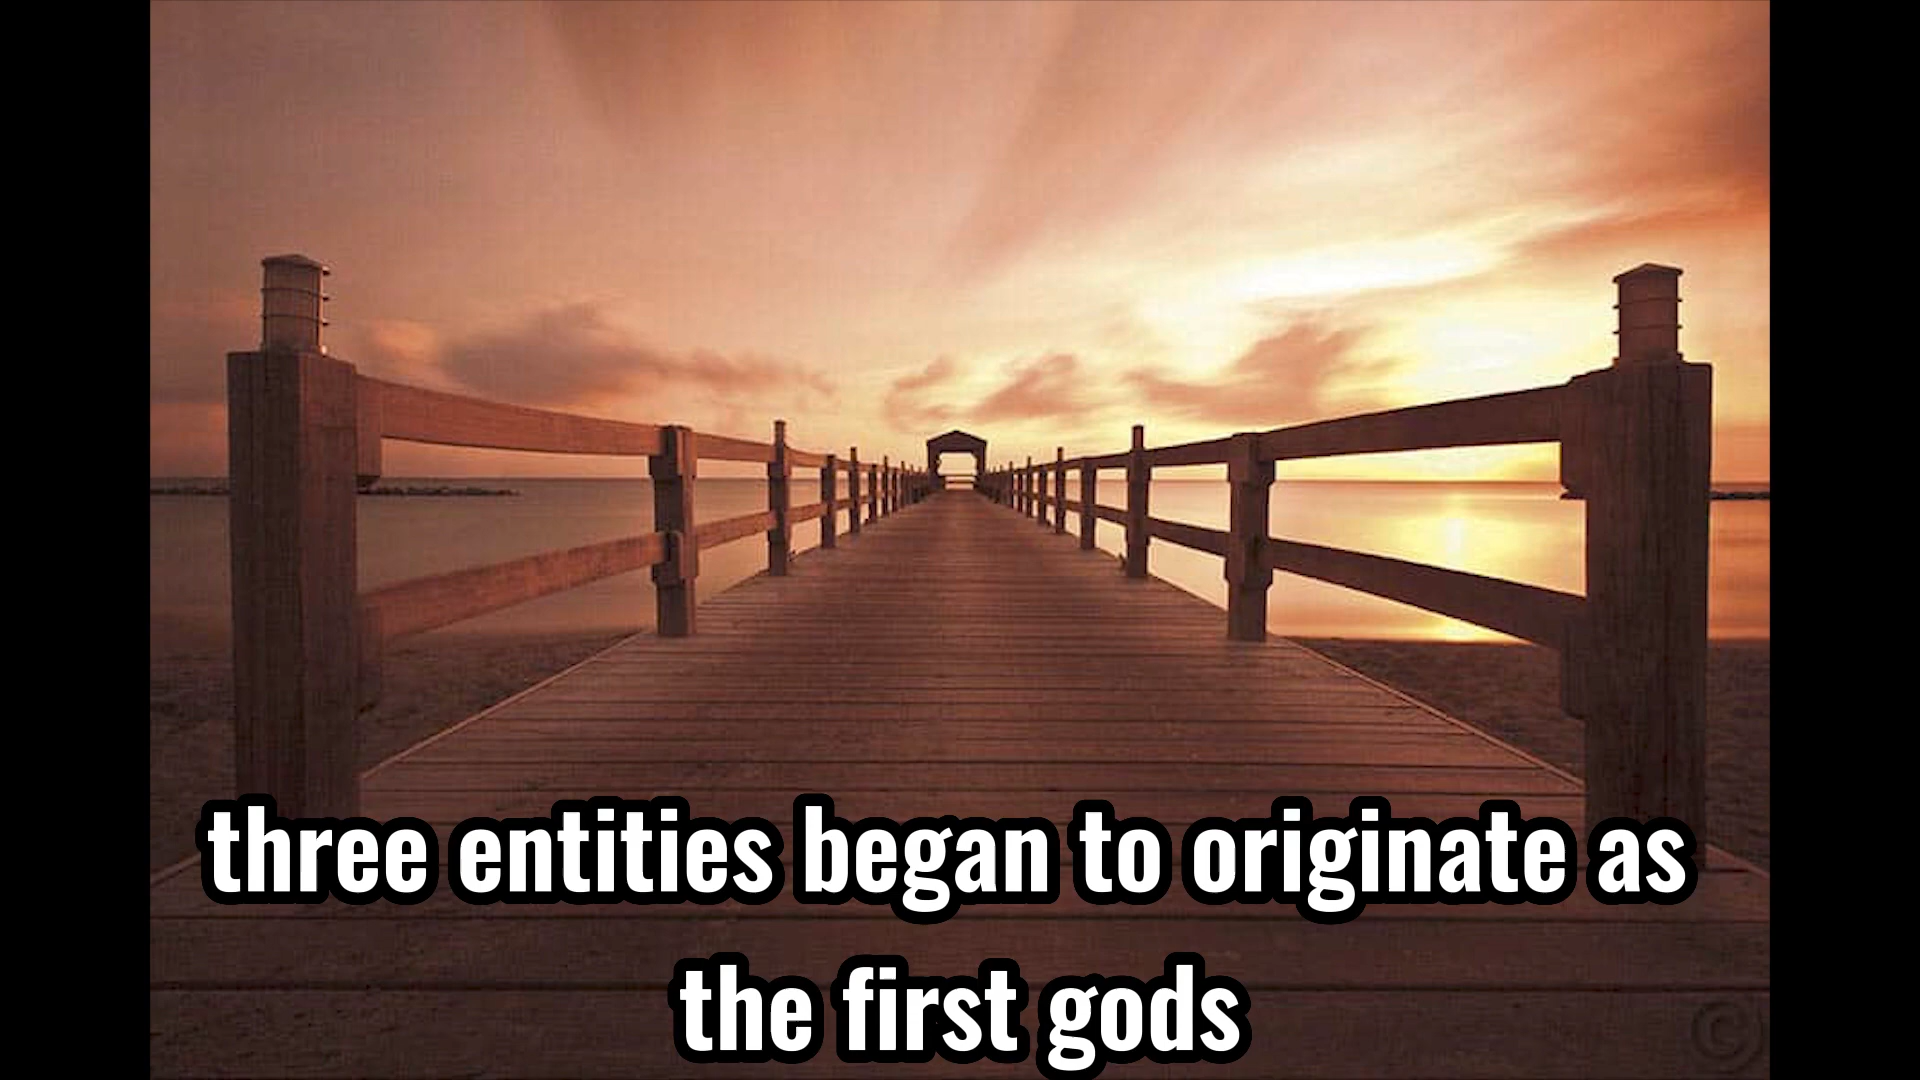 three entities began to originate as
the first gods
©